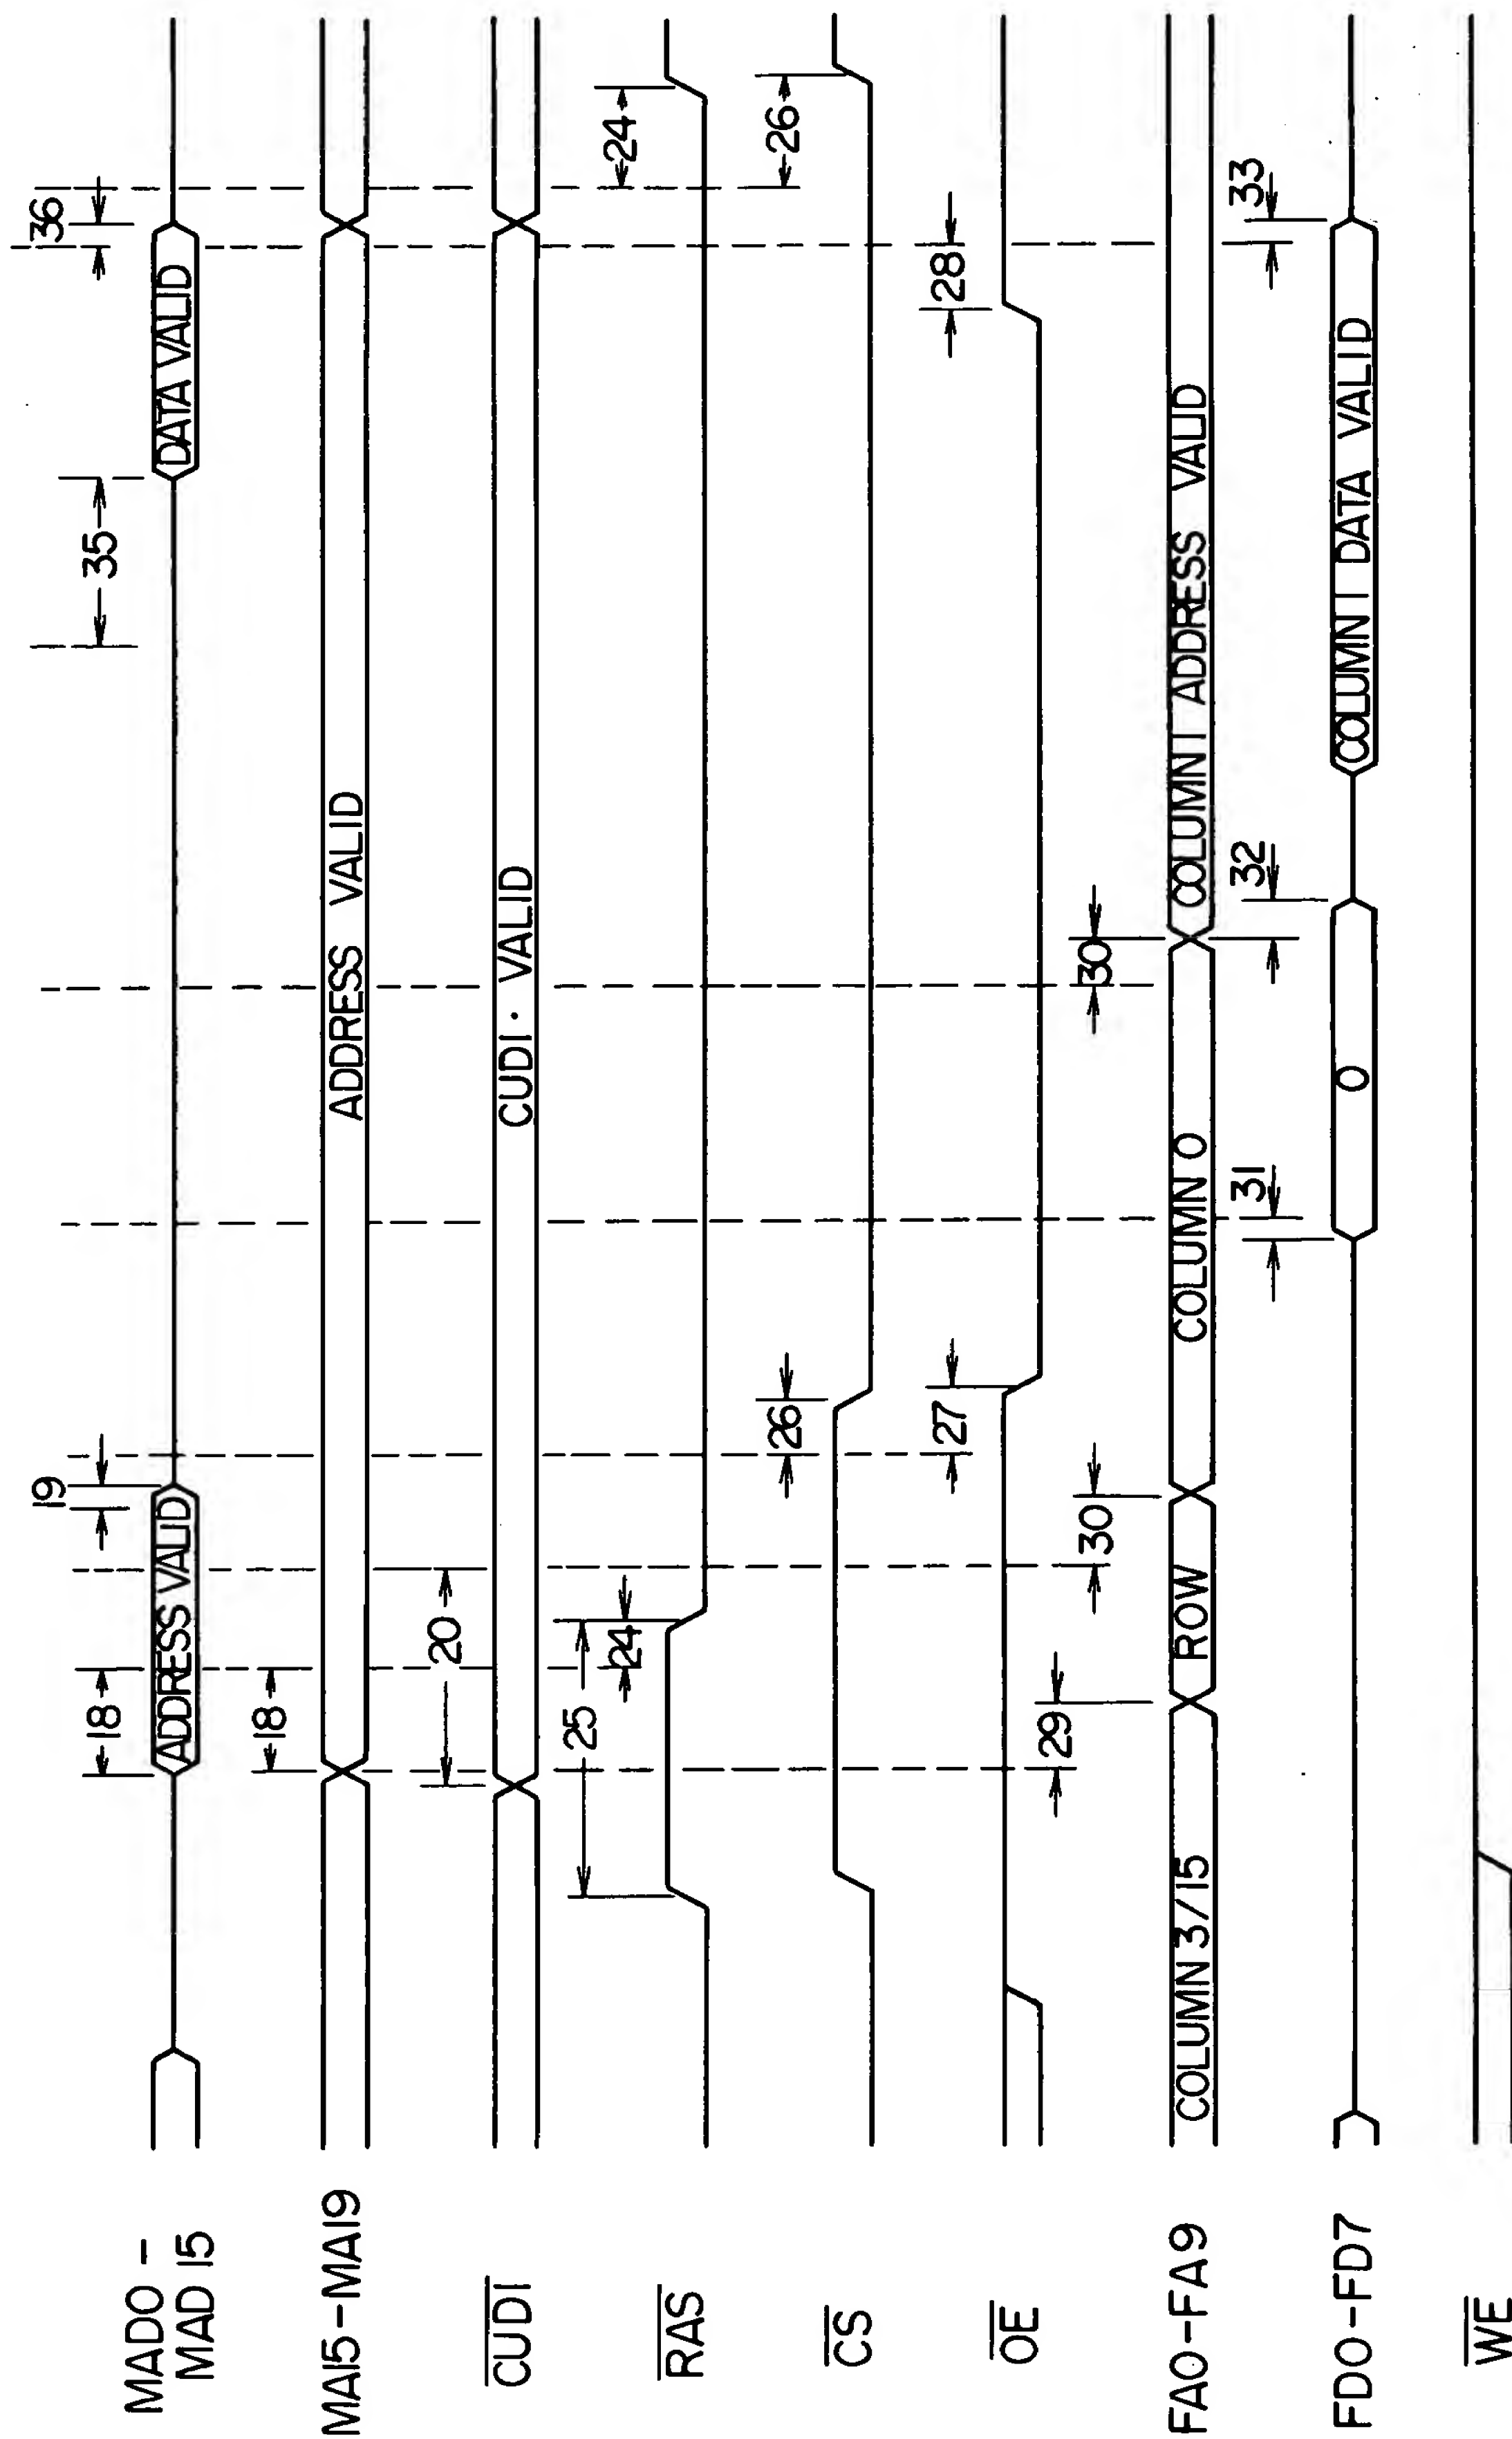 MAD0 -
MAD 15
ADDRESS VALID
DATA VALID
18
19
35
36
MA15-MA19
ADDRESS VALID
18
CUDI
CUDI · VALID
20
RAS
25
24
24
CS
26
26
OE
27
28
29
30
30
FA0-FA9
COLUMN 3/15
ROW
COLUMN 0
COLUMN 1 ADDRESS VALID
FD0-FD7
31
32
33
0
COLUMN 1 DATA VALID
WE